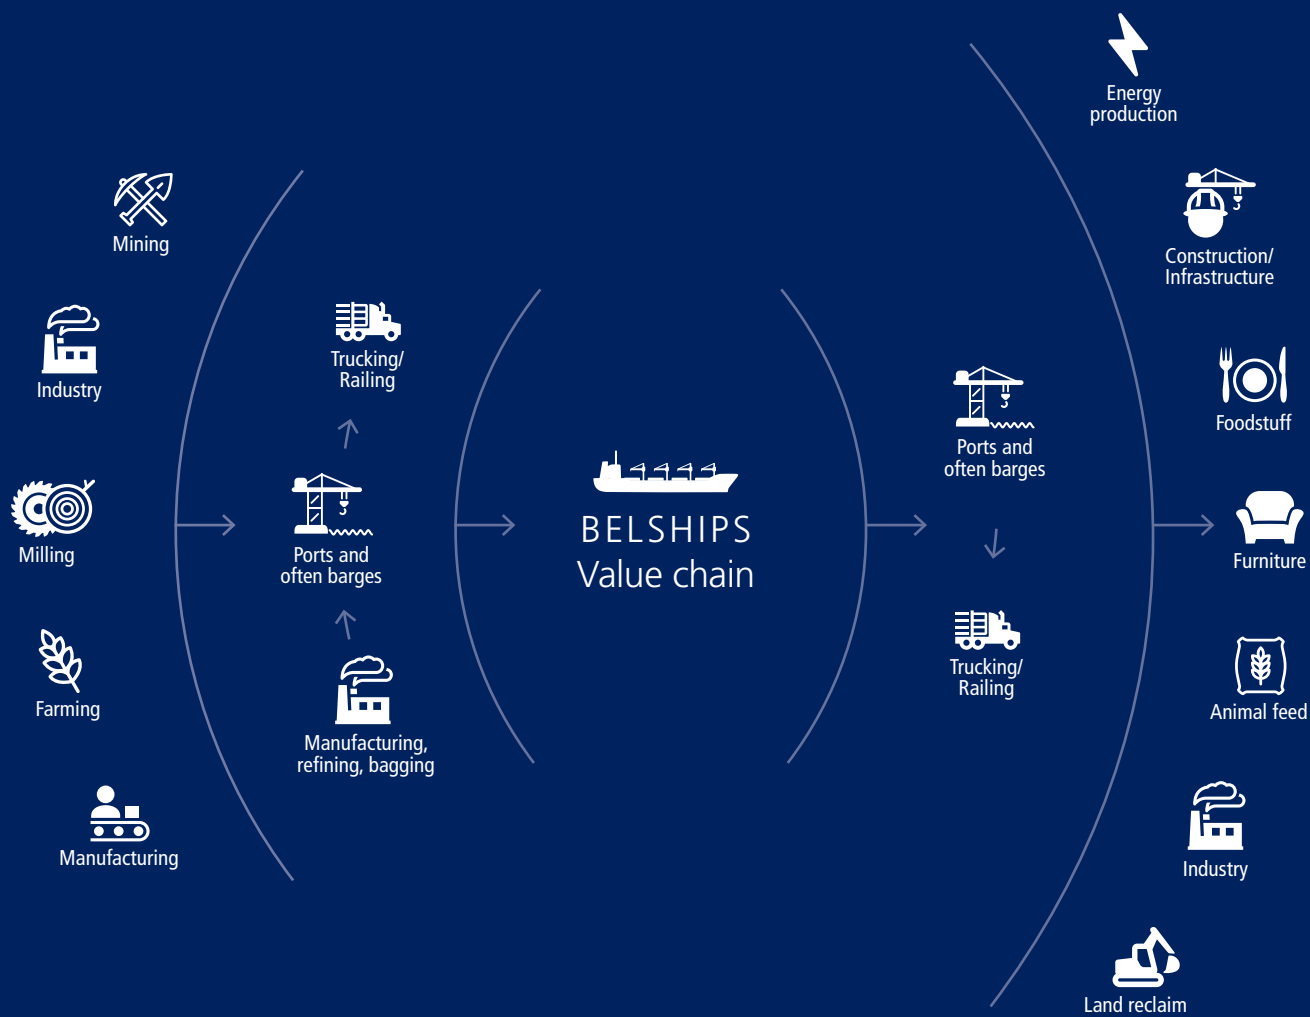 Mining
Industry
Milling
Farming
Manufacturing
Trucking/
Railing
Ports and
often barges
Manufacturing,
refining, bagging
BELSHIPS
Value chain
Ports and
often barges
Trucking/
Railing
Energy
production
Construction/
Infrastructure
Foodstuff
Furniture
Animal feed
Industry
Land reclaim